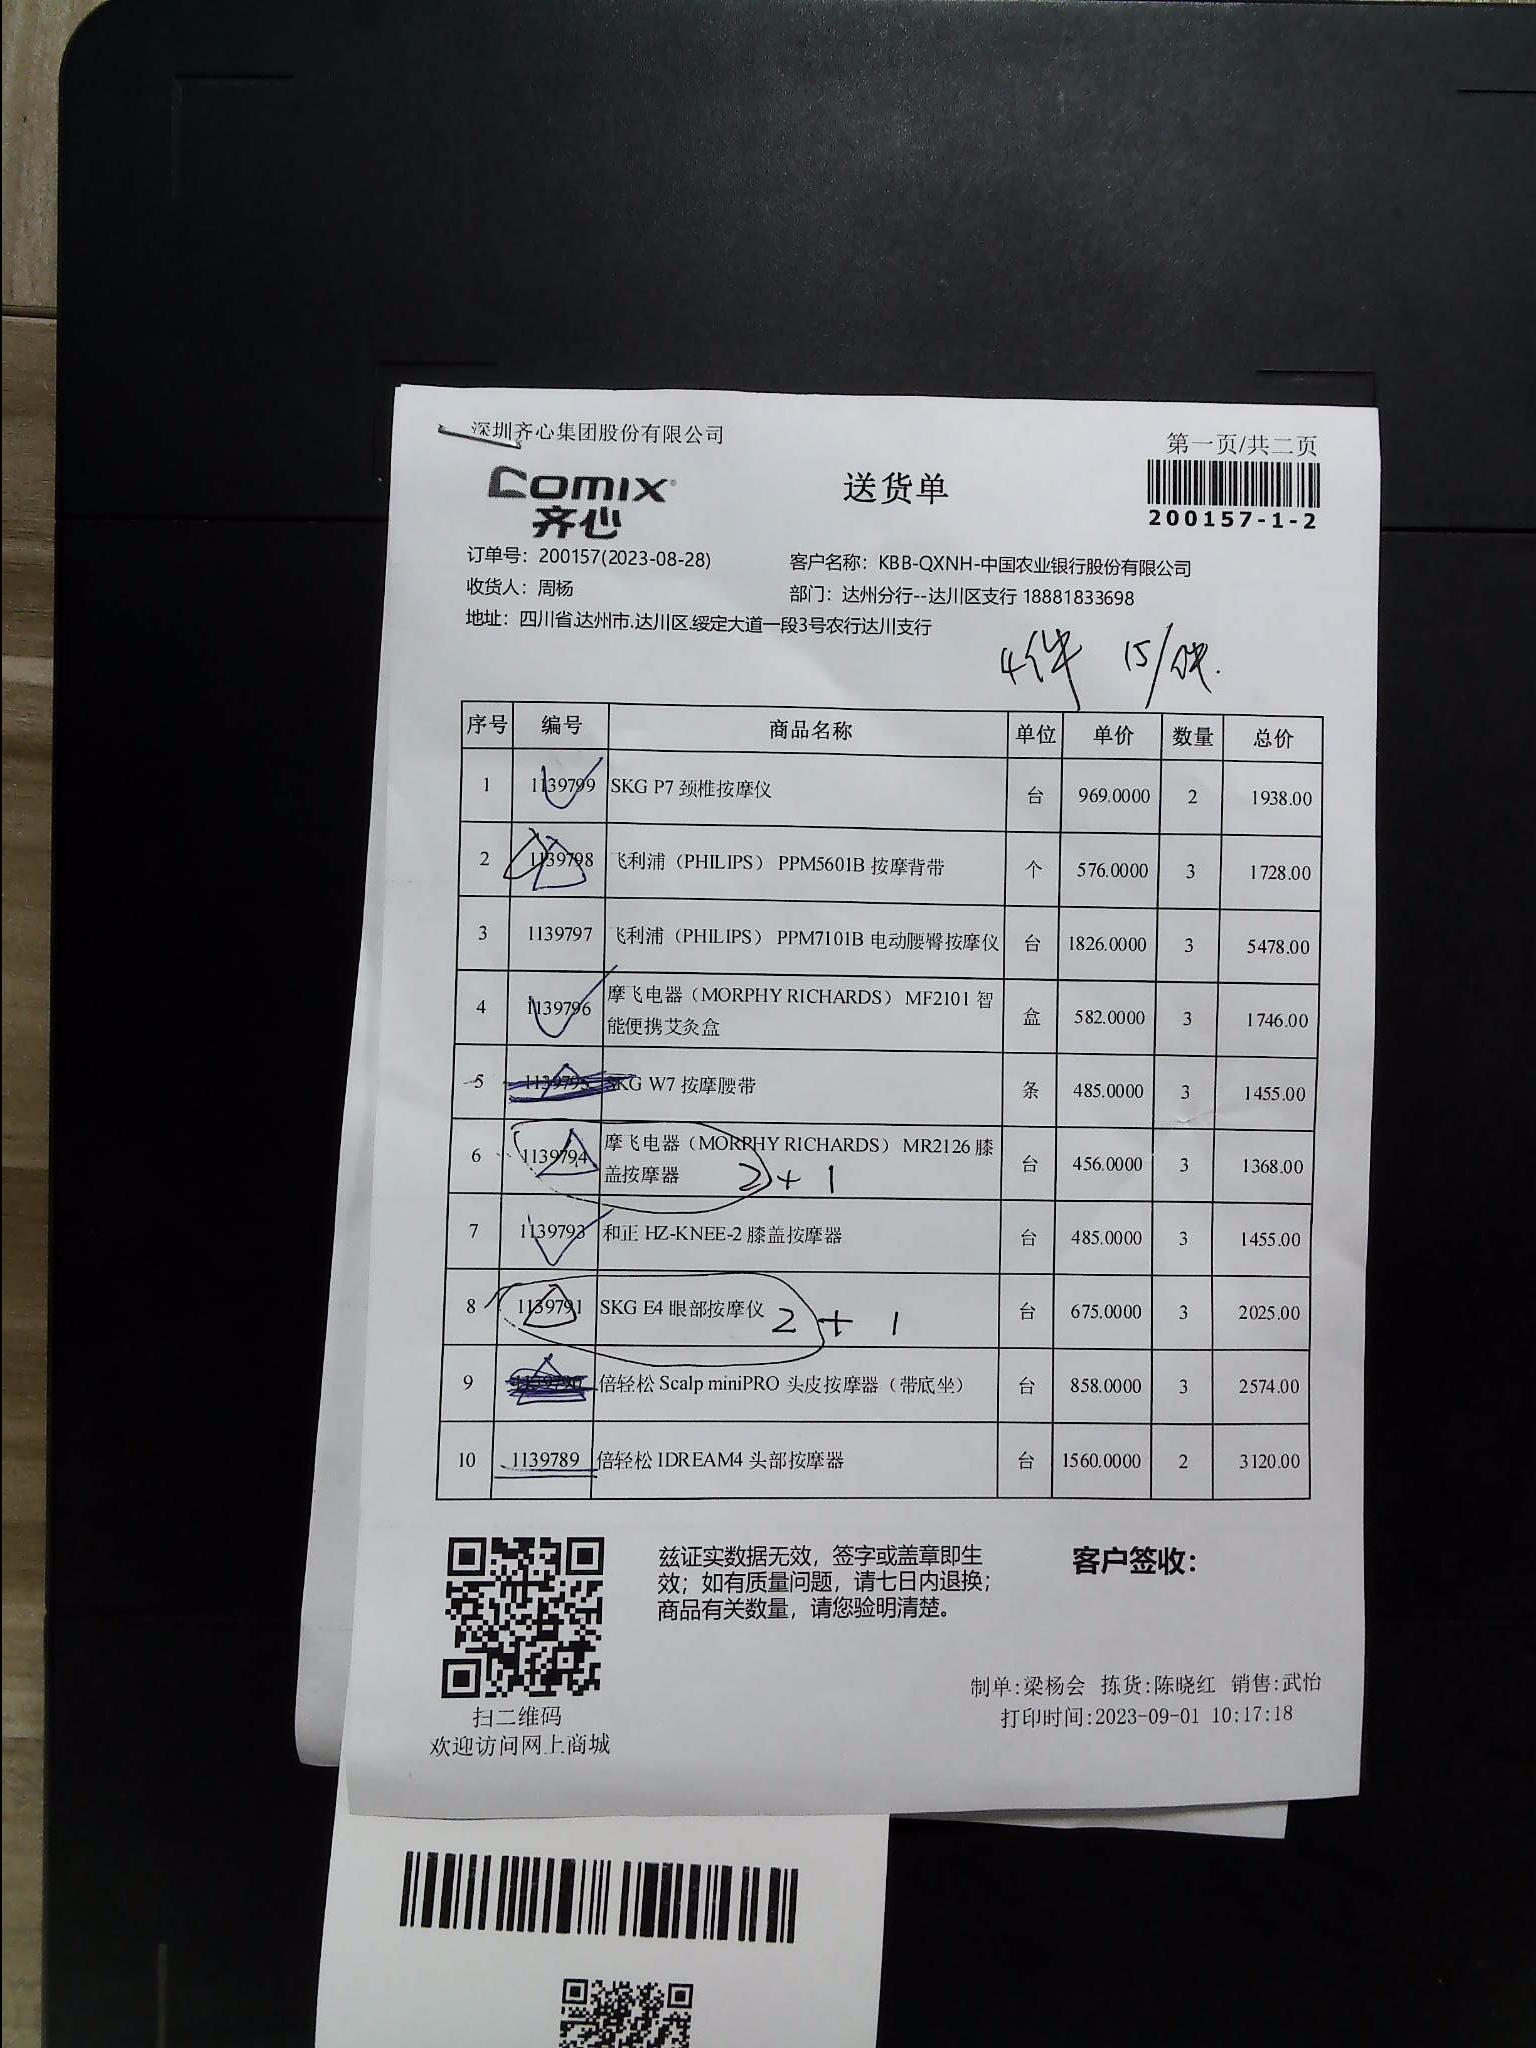 深圳齐心集团股份有限公司
第一页/共二页
comix
齐心
送货单
200157-1-2
订单号：200157(2023-08-28)
客户名称：KBB-QXNH-中国农业银行股份有限公司
收货人：周杨
部门：达州分行--达川区支行 18881833698
地址：四川省.达州市.达川区.绥定大道一段3号农行达川支行
4件 15/
序号 编号 商品名称 单位 单价 数量 总价
1 1139799 SKG P7 颈椎按摩仪 台 969.0000 2 1938.00
2 1139798 飞利浦（PHILIPS） PPM5601B 按摩背带 个 576.0000 3 1728.00
3 1139797 飞利浦（PHILIPS） PPM7101B 电动腰臀按摩仪 台 1826.0000 3 5478.00
4 1139796 摩飞电器（MORPHY RICHARDS） MF2101 智
能便携艾灸盒 盒 582.0000 3 1746.00
5 1139795 SKG W7 按摩腰带 条 485.0000 3 1455.00
6 1139794 摩飞电器（MORPHY RICHARDS） MR2126 膝
盖按摩器 2+1 台 456.0000 3 1368.00
7 1139793 和正 HZ-KNEE-2 膝盖按摩器 台 485.0000 3 1455.00
8 1139791 SKG E4 眼部按摩仪 2+1 台 675.0000 3 2025.00
9 1139790 倍轻松 Scalp miniPRO 头皮按摩器（带底坐） 台 858.0000 3 2574.00
10 1139789 倍轻松 IDREAM4 头部按摩器 台 1560.0000 2 3120.00
兹证实数据无效，签字或盖章即生
效；如有质量问题，请七日内退换；
商品有关数量，请您验明清楚。
客户签收：
扫二维码
欢迎访问网上商城
制单:梁杨会 拣货:陈晓红 销售:武怡
打印时间:2023-09-01 10:17:18